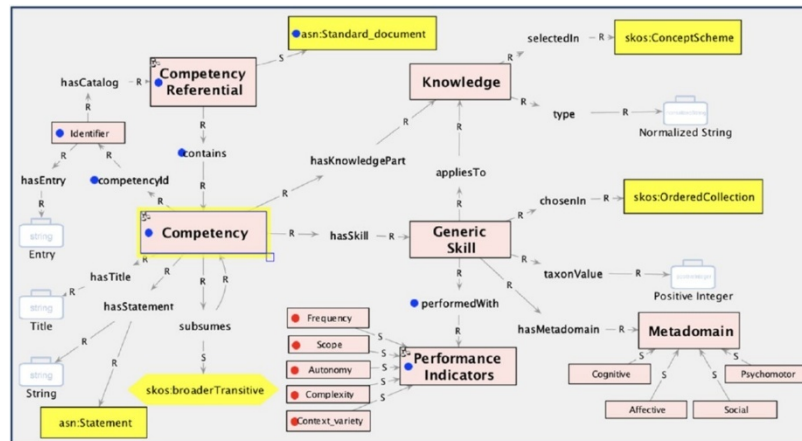 asn:Standard_document
selectedIn
R
skos:ConceptScheme
S
R
hasCatalog
R
Competency
Referential
Knowledge
R
type
R
Normalized String
R
Identifier
R
R
contains
R
R
R
hasKnowledgePart
appliesTo
hasEntry
competencyId
R
R
R
R
R
chosenIn
R
skos:OrderedCollection
string
Entry
Competency
R
hasSkill
R
Generic
Skill
R
R
taxonValue
R
Positive Integer
hasTitle
R
R
R
R
R
R
string
Title
R
hasStatement
subsumes
performedWith
R
Frequency
S
R
hasMetadomain
R
Metadomain
Scope
S
Performance
Indicators
R
R
S
Autonomy
S
Cognitive
S
S
Psychomotor
string
String
skos:broaderTransitive
Complexity
S
S
S
asn:Statement
Context_variety
S
Affective
Social